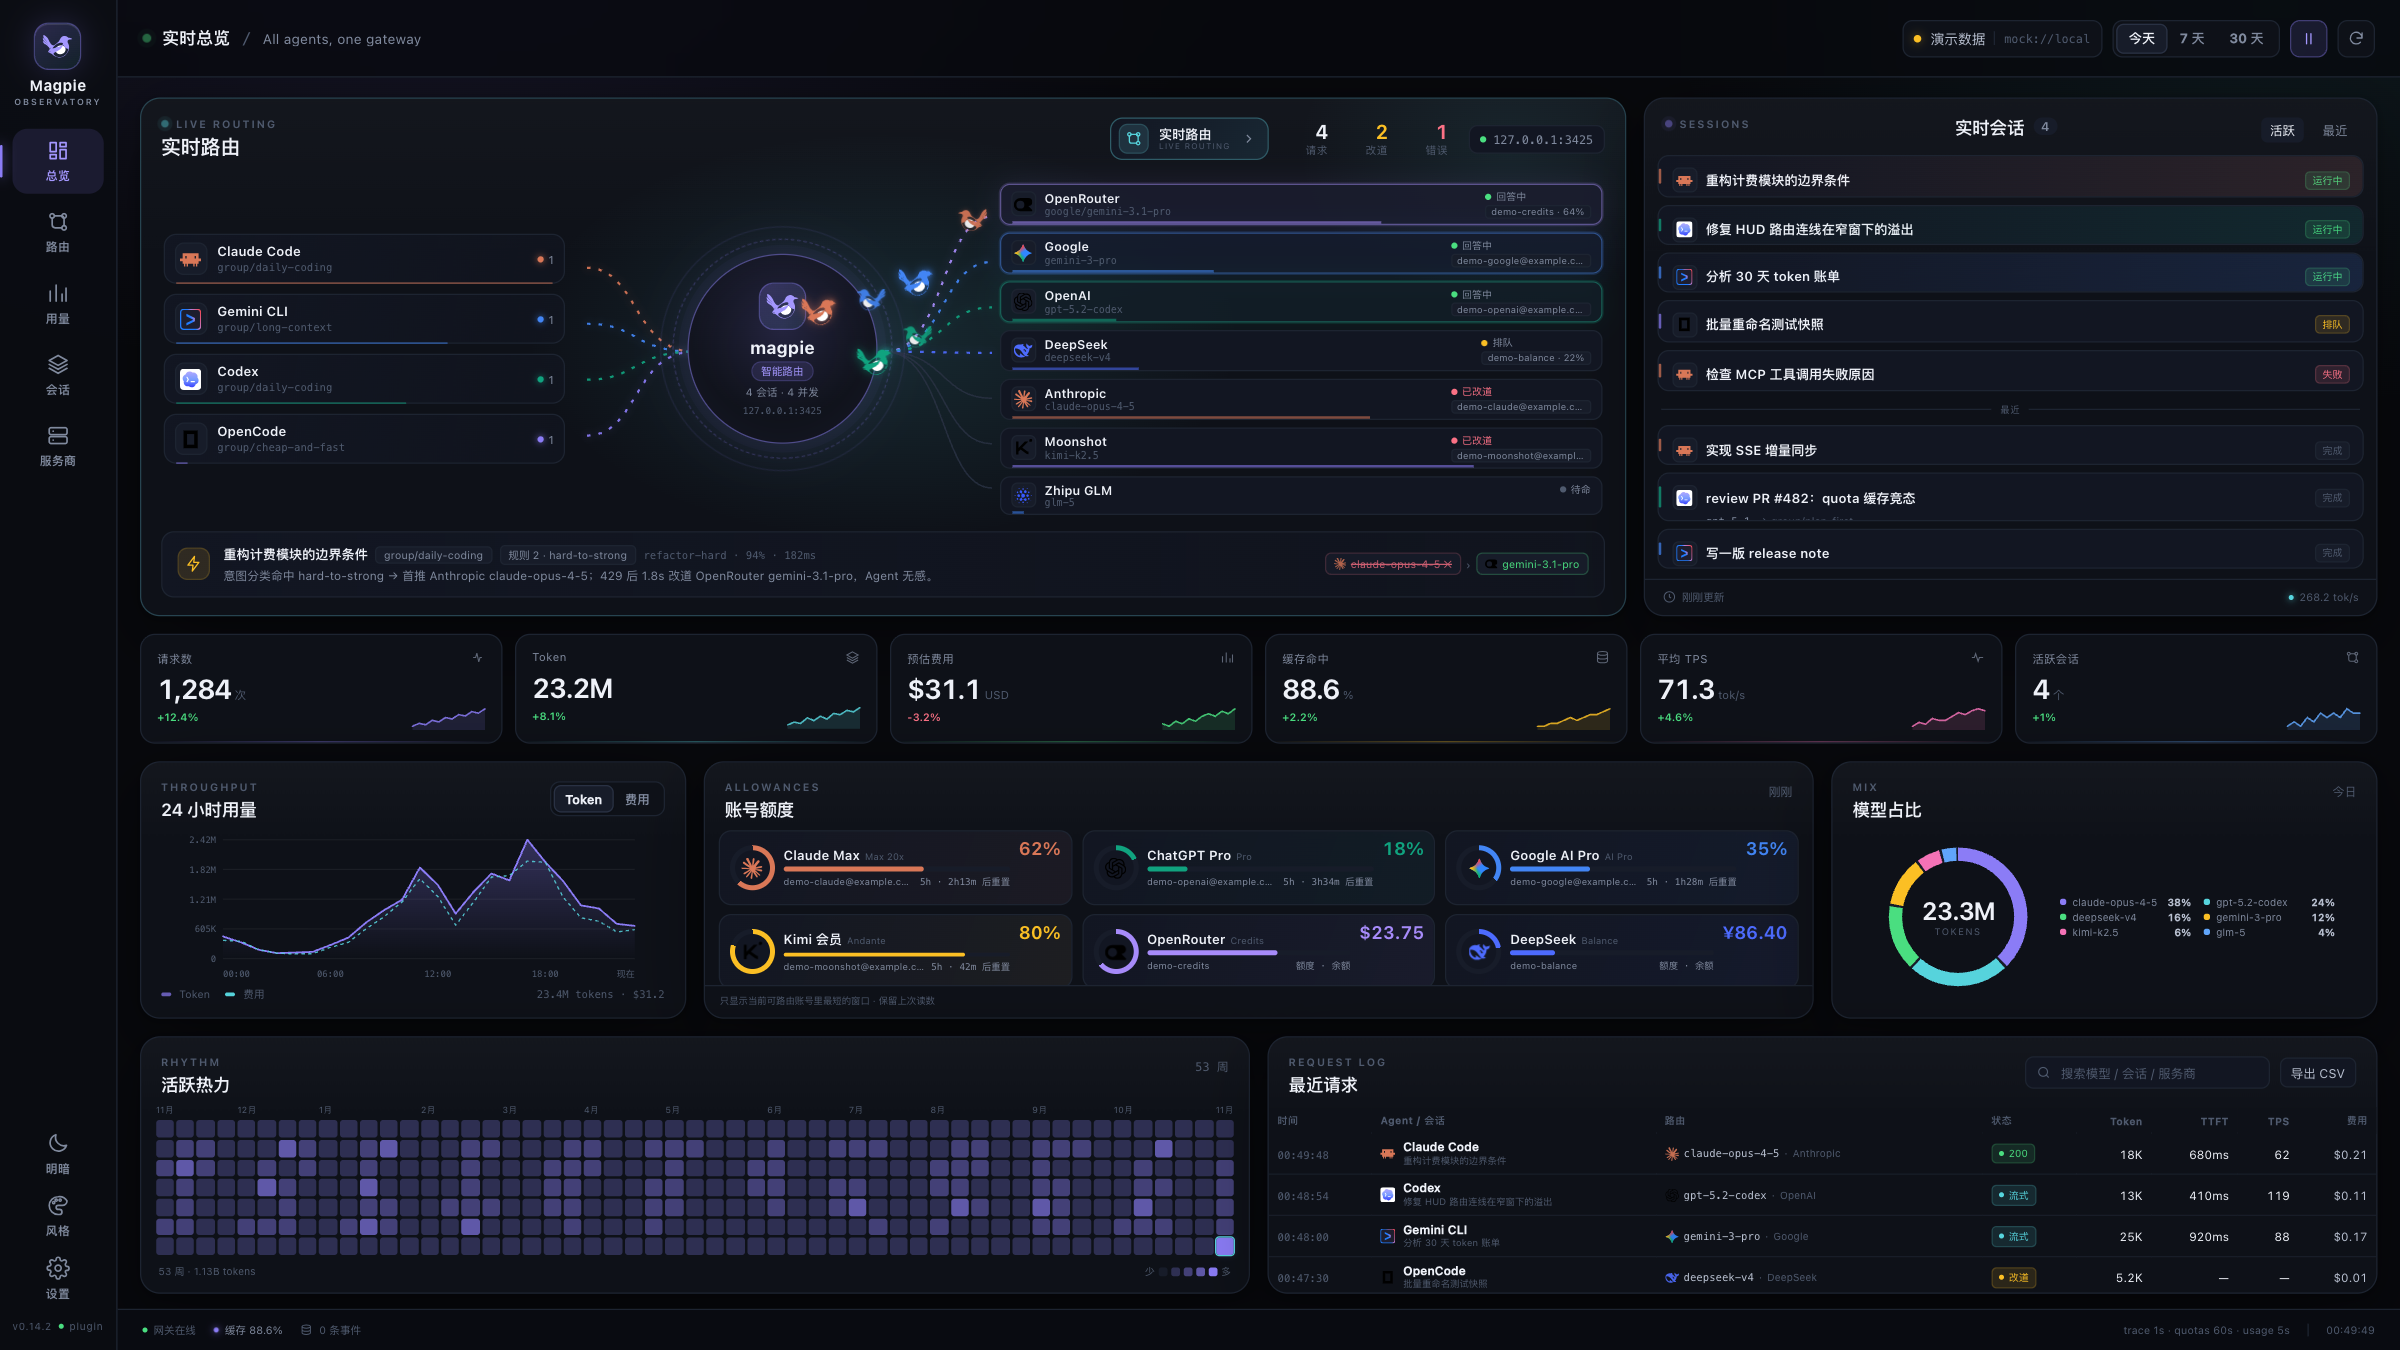 Magpie
OBSERVATORY
总览
路由
用量
会话
服务商
明暗
风格
设置
v0.14.2 plugin
实时总览 / All agents, one gateway
演示数据 mock://local
今天 7 天 30 天
LIVE ROUTING
实时路由
实时路由
LIVE ROUTING
4 请求
2 改道
1 错误
127.0.0.1:3425
Claude Code
group/daily-coding
1
Gemini CLI
group/long-context
1
Codex
group/daily-coding
1
OpenCode
group/cheap-and-fast
1
magpie
智能路由
4 会话 · 4 并发
127.0.0.1:3425
OpenRouter
google/gemini-3.1-pro
回答中
demo-credits · 64%
Google
gemini-3-pro
回答中
demo-google@example.c...
OpenAI
gpt-5.2-codex
回答中
demo-openai@example.c...
DeepSeek
deepseek-v4
排队
demo-balance · 22%
Anthropic
claude-opus-4-5
已改道
demo-claude@example.c...
Moonshot
kimi-k2.5
已改道
demo-moonshot@exampl...
Zhipu GLM
glm-5
待命
重构计费模块的边界条件 group/daily-coding 规则 2 · hard-to-strong refactor-hard · 94% · 182ms
意图分类命中 hard-to-strong → 首推 Anthropic claude-opus-4-5；429 后 1.8s 改道 OpenRouter gemini-3.1-pro，Agent 无感。
claude-opus-4-5 ✕ › gemini-3.1-pro
SESSIONS
实时会话 4
活跃 最近
重构计费模块的边界条件 运行中
修复 HUD 路由连线在窄窗下的溢出 运行中
分析 30 天 token 账单 运行中
批量重命名测试快照 排队
检查 MCP 工具调用失败原因 失败
最近
实现 SSE 增量同步 完成
review PR #482：quota 缓存竞态 完成
写一版 release note 完成
刚刚更新 268.2 tok/s
请求数
1,284 次
+12.4%
Token
23.2M
+8.1%
预估费用
$31.1 USD
-3.2%
缓存命中
88.6 %
+2.2%
平均 TPS
71.3 tok/s
+4.6%
活跃会话
4 个
+1%
THROUGHPUT
24 小时用量
Token 费用
2.42M
1.82M
1.21M
605K
0
00:00 06:00 12:00 18:00 现在
Token 费用 23.4M tokens · $31.2
ALLOWANCES
账号额度
刚刚
Claude Max Max 20x 62%
demo-claude@example.c... 5h · 2h13m 后重置
ChatGPT Pro Pro 18%
demo-openai@example.c... 5h · 3h34m 后重置
Google AI Pro AI Pro 35%
demo-google@example.c... 5h · 1h28m 后重置
Kimi 会员 Andante 80%
demo-moonshot@example.c... 5h · 42m 后重置
OpenRouter Credits $23.75
demo-credits 额度 · 余额
DeepSeek Balance ¥86.40
demo-balance 额度 · 余额
只显示当前可路由账号里最短的窗口 · 保留上次读数
MIX
模型占比
今日
23.3M
TOKENS
claude-opus-4-5 38% gpt-5.2-codex 24%
deepseek-v4 16% gemini-3-pro 12%
kimi-k2.5 6% glm-5 4%
RHYTHM
活跃热力
53 周
11月 12月 1月 2月 3月 4月 5月 6月 7月 8月 9月 10月 11月
53 周 · 1.13B tokens
少 多
REQUEST LOG
最近请求
搜索模型 / 会话 / 服务商
导出 CSV
时间 Agent / 会话 路由 状态 Token TTFT TPS 费用
00:49:48 Claude Code claude-opus-4-5 · Anthropic 200 18K 680ms 62 $0.21
重构计费模块的边界条件
00:48:54 Codex gpt-5.2-codex · OpenAI 流式 13K 410ms 119 $0.11
修复 HUD 路由连线在窄窗下的溢出
00:48:00 Gemini CLI gemini-3-pro · Google 流式 25K 920ms 88 $0.17
分析 30 天 token 账单
00:47:30 OpenCode deepseek-v4 · DeepSeek 改道 5.2K — — $0.01
批量重命名测试快照
网关在线 缓存 88.6% 0 条事件
trace 1s · quotas 60s · usage 5s 00:49:49